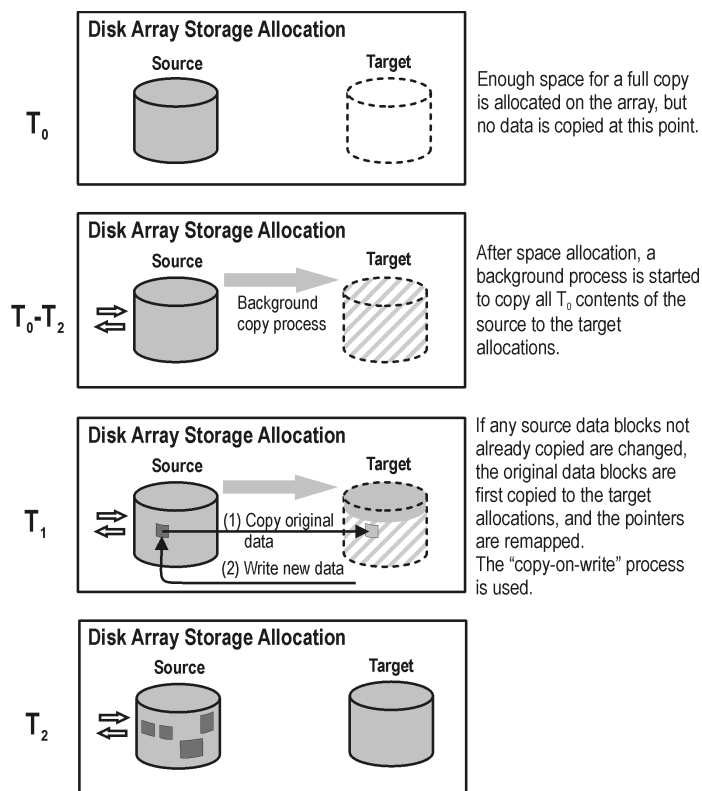 Disk Array Storage Allocation
Source
Target
T0
Enough space for a full copy
is allocated on the array, but
no data is copied at this point.
Disk Array Storage Allocation
Source
Target
T0-T2
Background
copy process
After space allocation, a
background process is started
to copy all T0 contents of the
source to the target
allocations.
Disk Array Storage Allocation
Source
Target
T1
(1) Copy original
data
(2) Write new data
If any source data blocks not
already copied are changed,
the original data blocks are
first copied to the target
allocations, and the pointers
are remapped.
The “copy-on-write” process
is used.
Disk Array Storage Allocation
Source
Target
T2